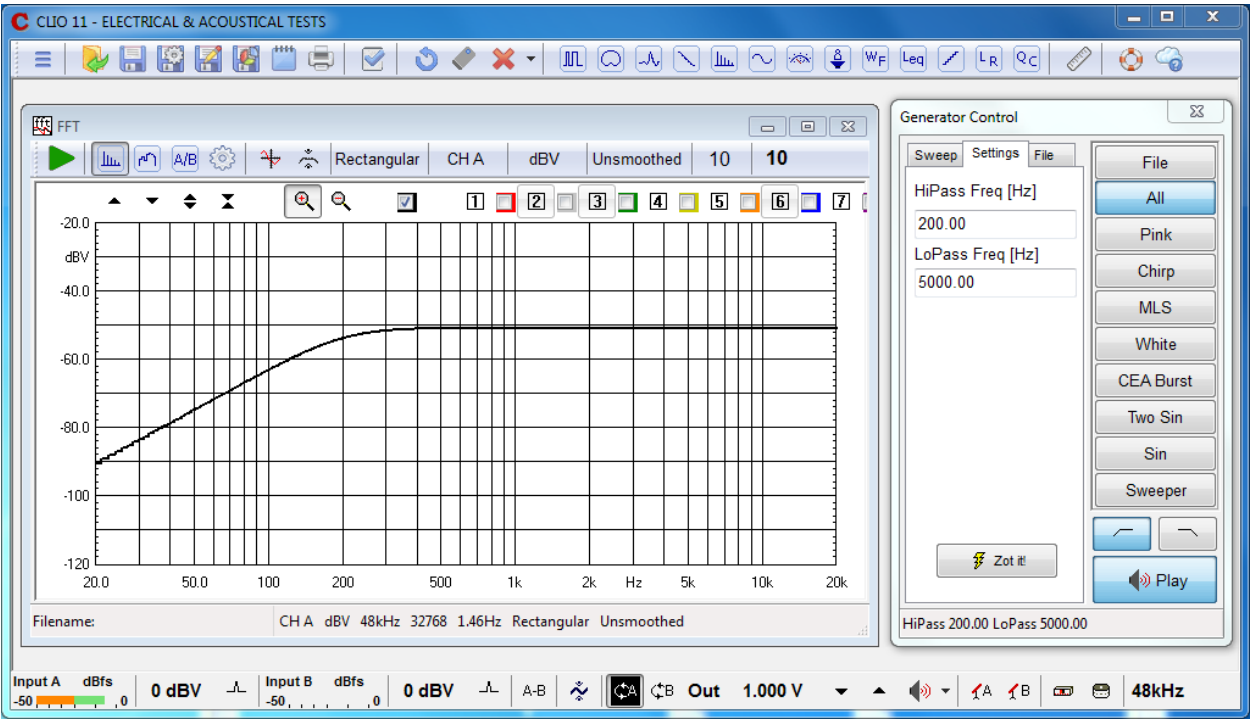 CLIO 11 - ELECTRICAL & ACOUSTICAL TESTS
X
A/B WF Leq LR QC
FFT
A/B Rectangular CH A dBV Unsmoothed 10 10
1 2 3 4 5 6 7
-20.0
dBV
-40.0
-60.0
-80.0
-100
-120
20.0 50.0 100 200 500 1k 2k Hz 5k 10k 20k
Filename: CH A dBV 48kHz 32768 1.46Hz Rectangular Unsmoothed
Generator Control
Sweep Settings File
HiPass Freq [Hz]
200.00
LoPass Freq [Hz]
5000.00
Zot it!
File
All
Pink
Chirp
MLS
White
CEA Burst
Two Sin
Sin
Sweeper
Play
HiPass 200.00 LoPass 5000.00
Input A dBfs
-50 0
0 dBV
Input B dBfs
-50 0
0 dBV
A-B
A B Out 1.000 V A B 48kHz